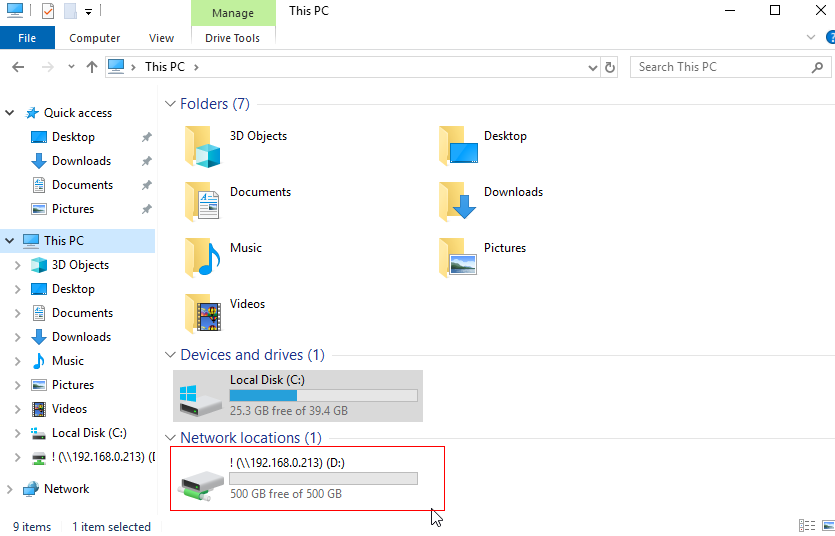 Manage
This PC
File
Computer
View
Drive Tools
This PC
Search This PC
Quick access
Desktop
Downloads
Documents
Pictures
This PC
3D Objects
Desktop
Documents
Downloads
Music
Pictures
Videos
Local Disk (C:)
! (\\192.168.0.213) (D
Network
Folders (7)
3D Objects
Desktop
Documents
Downloads
Music
Pictures
Videos
Devices and drives (1)
Local Disk (C:)
25.3 GB free of 39.4 GB
Network locations (1)
! (\\192.168.0.213) (D:)
500 GB free of 500 GB
9 items
1 item selected